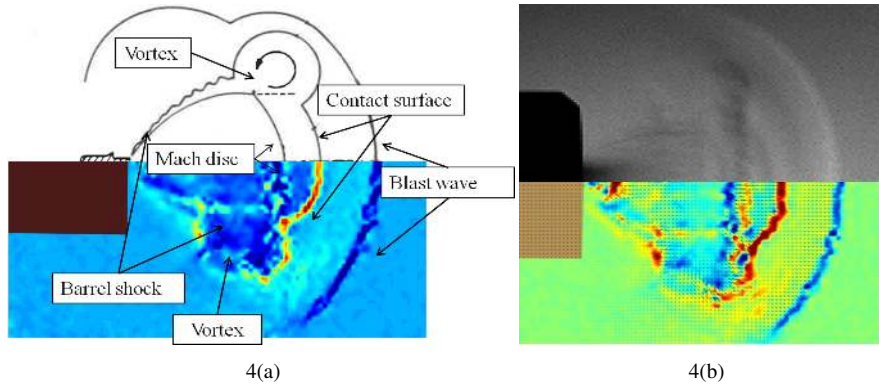 Vortex
Contact surface
Mach disc
Blast wave
Barrel shock
Vortex
4(a)
4(b)